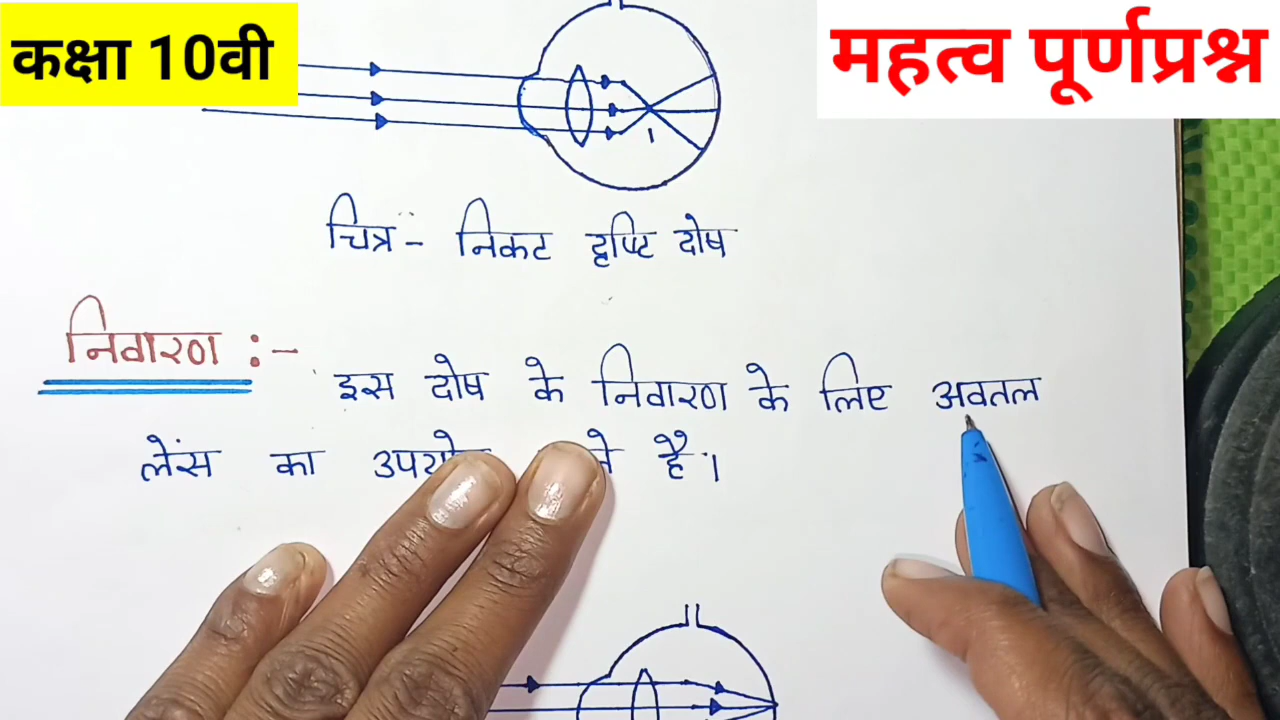 कक्षा 10वी
महत्व पूर्णप्रश्न
चित्र - निकट दृष्टि दोष
निवारण :-
इस दोष के निवारण के लिए अवतल
लेंस का है।